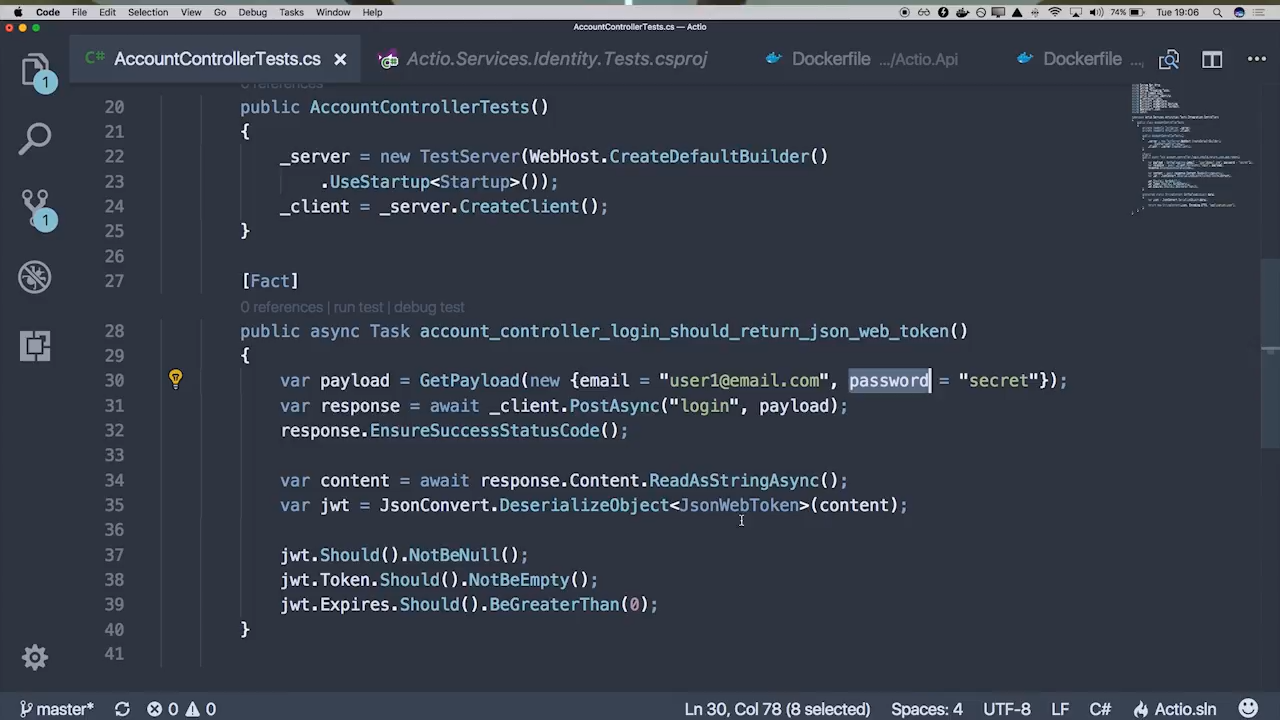 Code File Edit Selection View Go Debug Tasks Window Help 74% Tue 19:06
AccountControllerTests.cs — Actio
C# AccountControllerTests.cs Actio.Services.Identity.Tests.csproj Dockerfile .../Actio.Api Dockerfile ...
0 references
20 public AccountControllerTests()
21 {
22 _server = new TestServer(WebHost.CreateDefaultBuilder()
23 .UseStartup<Startup>());
24 _client = _server.CreateClient();
25 }
26
27 [Fact]
0 references | run test | debug test
28 public async Task account_controller_login_should_return_json_web_token()
29 {
30 var payload = GetPayload(new {email = "user1@email.com", password = "secret"});
31 var response = await _client.PostAsync("login", payload);
32 response.EnsureSuccessStatusCode();
33
34 var content = await response.Content.ReadAsStringAsync();
35 var jwt = JsonConvert.DeserializeObject<JsonWebToken>(content);
36
37 jwt.Should().NotBeNull();
38 jwt.Token.Should().NotBeEmpty();
39 jwt.Expires.Should().BeGreaterThan(0);
40 }
41
1
1
master* 0 0 Ln 30, Col 78 (8 selected) Spaces: 4 UTF-8 LF C# Actio.sln